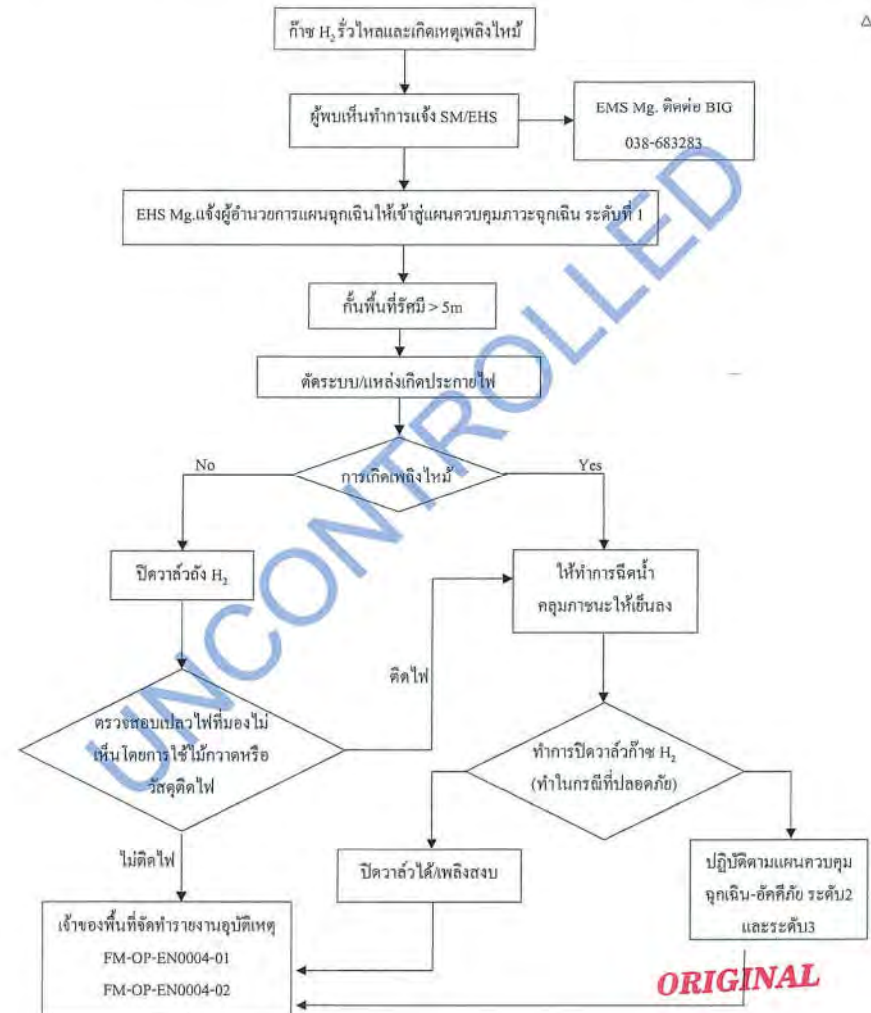 ก๊าซ H₂ รั่วไหลและเกิดเหตุเพลิงไหม้
ผู้พบเห็นทำการแจ้ง SM/EHS
EMS Mg. ติดต่อ BIG
038-683283
EHS Mg.แจ้งผู้อำนวยการแผนฉุกเฉินให้เข้าสู่แผนควบคุมภาวะฉุกเฉิน ระดับที่ 1
กั้นพื้นที่รัศมี > 5m
ตัดระบบ/แหล่งเกิดประกายไฟ
การเกิดเพลิงไหม้
No
Yes
ปิดวาล์วถัง H₂
ให้ทำการฉีดน้ำ
คลุมภาชนะให้เย็นลง
ติดไฟ
ตรวจสอบเปลวไฟที่มองไม่
เห็นโดยการใช้ไม้กวาดหรือ
วัสดุติดไฟ
ทำการปิดวาล์วก๊าซ H₂
(ทำในกรณีที่ปลอดภัย)
ไม่ติดไฟ
ปิดวาล์วได้/เพลิงสงบ
ปฏิบัติตามแผนควบคุม
ฉุกเฉิน-อัคคีภัย ระดับ2
และระดับ3
เจ้าของพื้นที่จัดทำรายงานอุบัติเหตุ
FM-OP-EN0004-01
FM-OP-EN0004-02
UNCONTROLLED
ORIGINAL